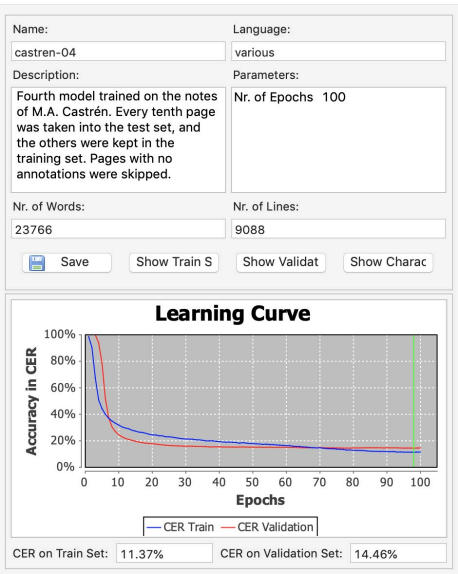 Name:
Language:
castren-04
various
Description:
Parameters:
Fourth model trained on the notes
of M.A. Castrén. Every tenth page
was taken into the test set, and
the others were kept in the
training set. Pages with no
annotations were skipped.
Nr. of Epochs 100
Nr. of Words:
Nr. of Lines:
23766
9088
Save
Show Train S
Show Validat
Show Charac
Learning Curve
Accuracy in CER
100%
80%
60%
40%
20%
0%
0 10 20 30 40 50 60 70 80 90 100
Epochs
CER Train CER Validation
CER on Train Set: 11.37% CER on Validation Set: 14.46%